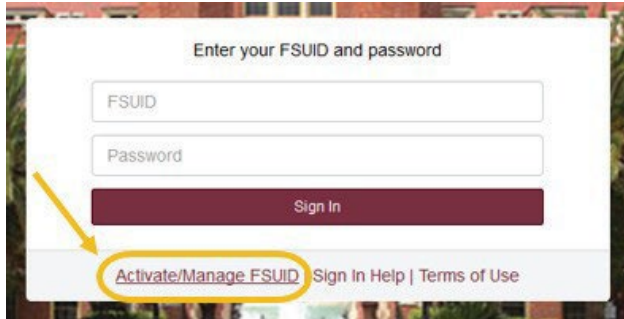 Enter your FSUID and password
FSUID
Password
Sign In
Activate/Manage FSUID Sign In Help | Terms of Use